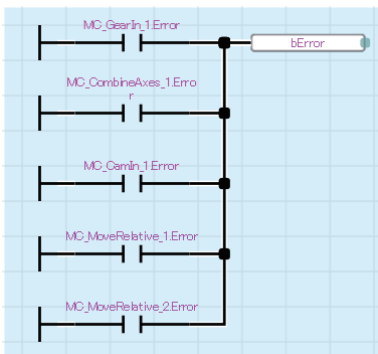 MC_GearIn_1.Error
bError
MC_CombineAxes_1.Erro
r
MC_CamIn_1.Error
MC_MoveRelative_1.Error
MC_MoveRelative_2.Error